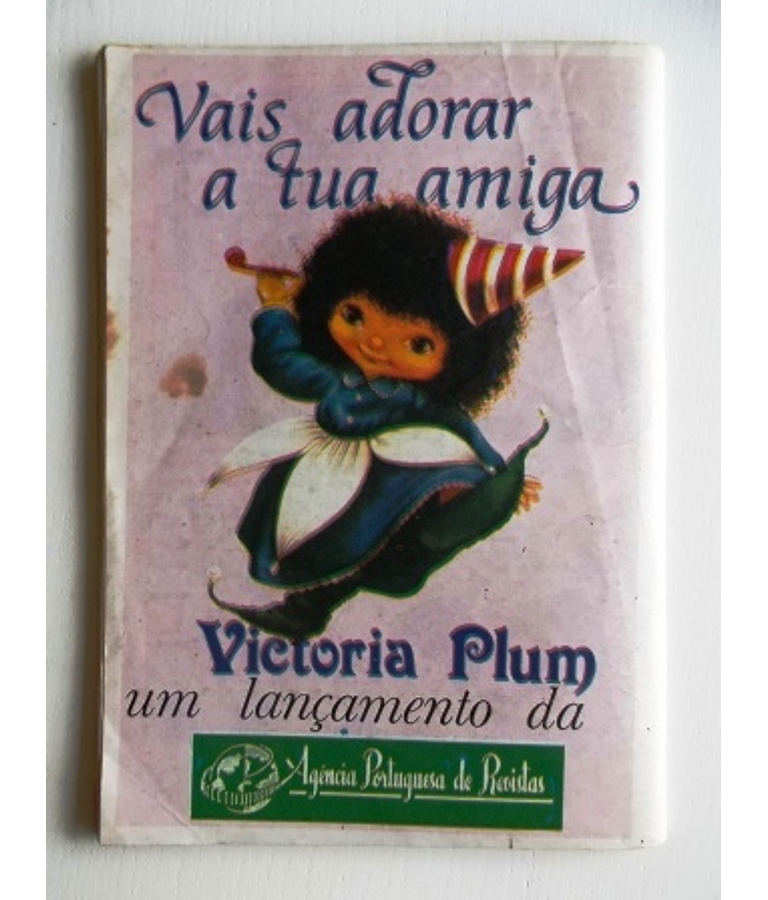 Vais adorar
a tua amiga
Victoria Plum
um lançamento da
Agência Portuguesa de Revistas